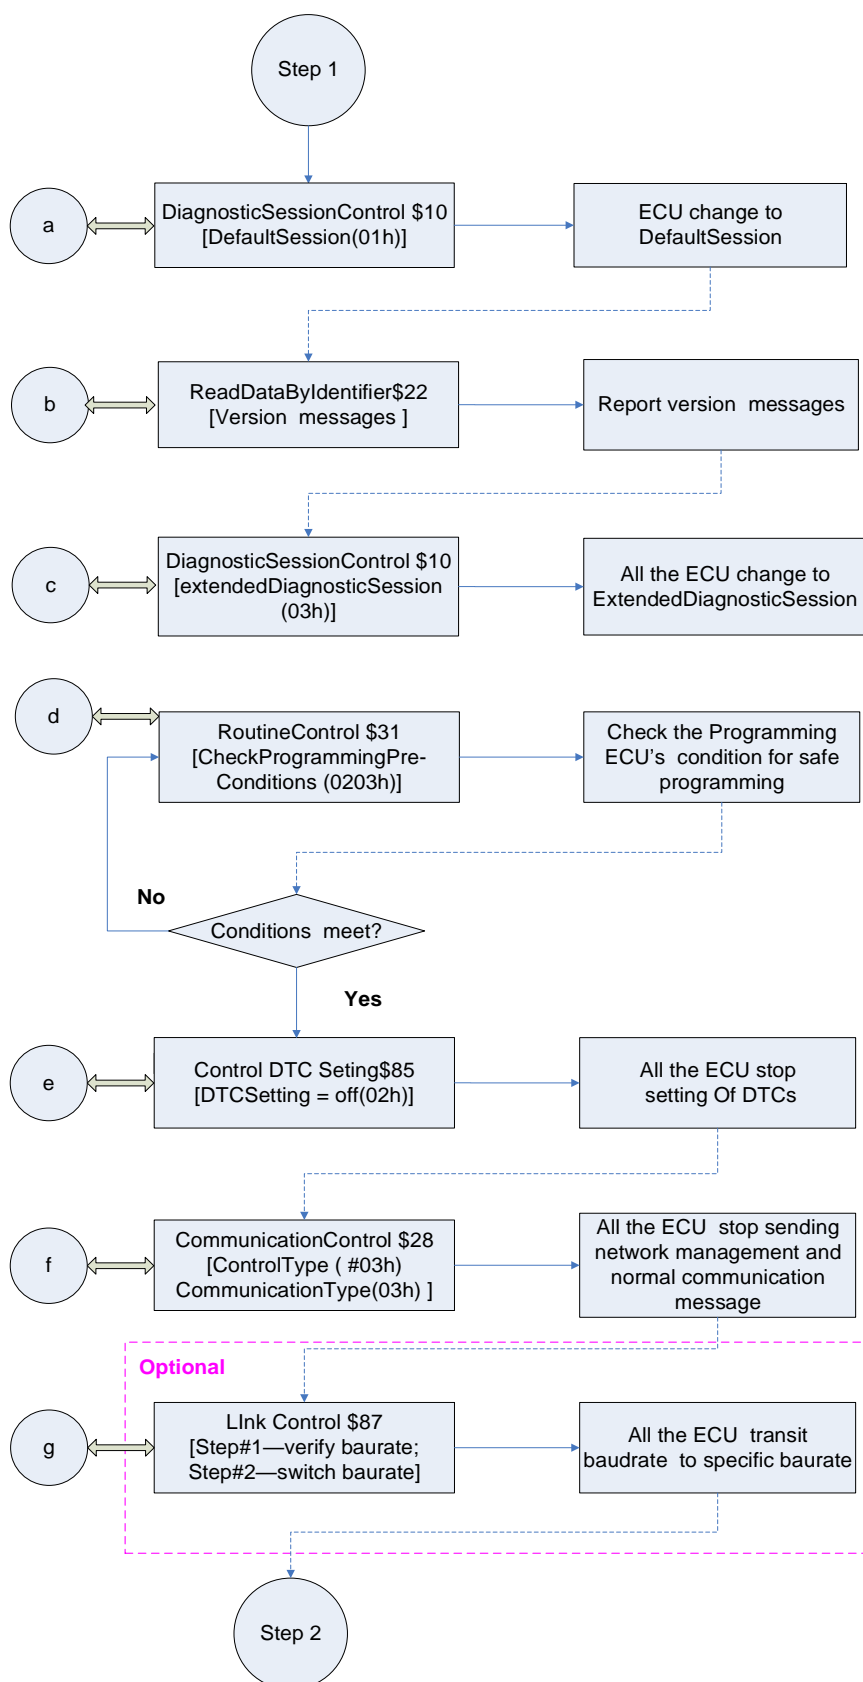 Step 1
a
DiagnosticSessionControl $10
[DefaultSession(01h)]
ECU change to
DefaultSession
b
ReadDataByIdentifier$22
[Version messages ]
Report version messages
c
DiagnosticSessionControl $10
[extendedDiagnosticSession
(03h)]
All the ECU change to
ExtendedDiagnosticSession
d
RoutineControl $31
[CheckProgrammingPre-
Conditions (0203h)]
Check the Programming
ECU's condition for safe
programming
No
Conditions meet?
Yes
e
Control DTC Seting$85
[DTCSetting = off(02h)]
All the ECU stop
setting Of DTCs
f
CommunicationControl $28
[ControlType ( #03h)
CommunicationType(03h) ]
All the ECU stop sending
network management and
normal communication
message
Optional
g
LInk Control $87
[Step#1—verify baurate;
Step#2—switch baurate]
All the ECU transit
baudrate to specific baurate
Step 2